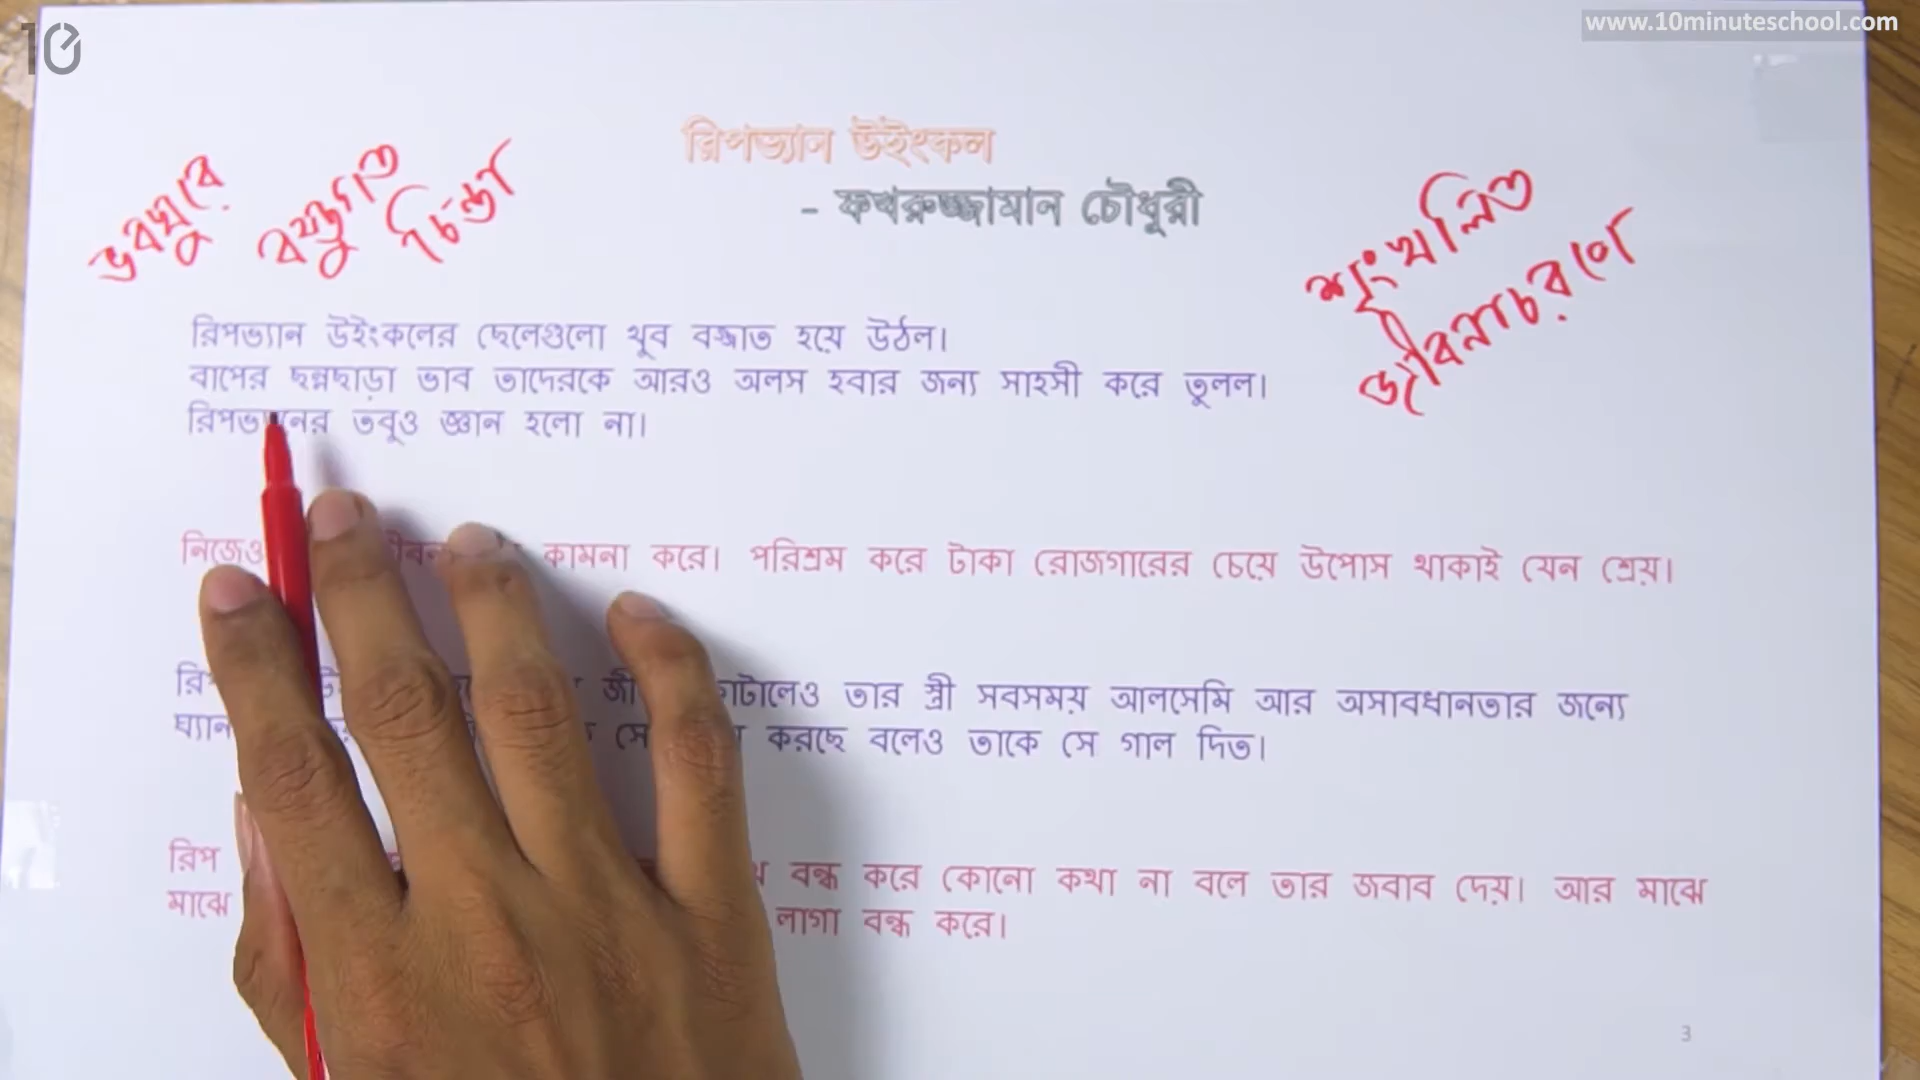 10
www.10minuteschool.com
রিপভ্যান উইংকল
- ফখরুজ্জামান চৌধুরী
ভবঘুরে
বস্তুগত
চিন্তা
শৃংখলিত
জীবনাচরণে
রিপভ্যান উইংকলের ছেলেগুলো খুব বজ্জাত হয়ে উঠল।
বাপের ছন্নছাড়া ভাব তাদেরকে আরও অলস হবার জন্য সাহসী করে তুলল।
রিপভ্যানের তবুও জ্ঞান হলো না।
নিজেও কামনা করে। পরিশ্রম করে টাকা রোজগারের চেয়ে উপোস থাকাই যেন শ্রেয়।
কাটালেও তার স্ত্রী সবসময় আলসেমি আর অসাবধানতার জন্যে
সে করছে বলেও তাকে সে গাল দিত।
রিপ বন্ধ করে কোনো কথা না বলে তার জবাব দেয়। আর মাঝে
মাঝে লাগা বন্ধ করে।
3